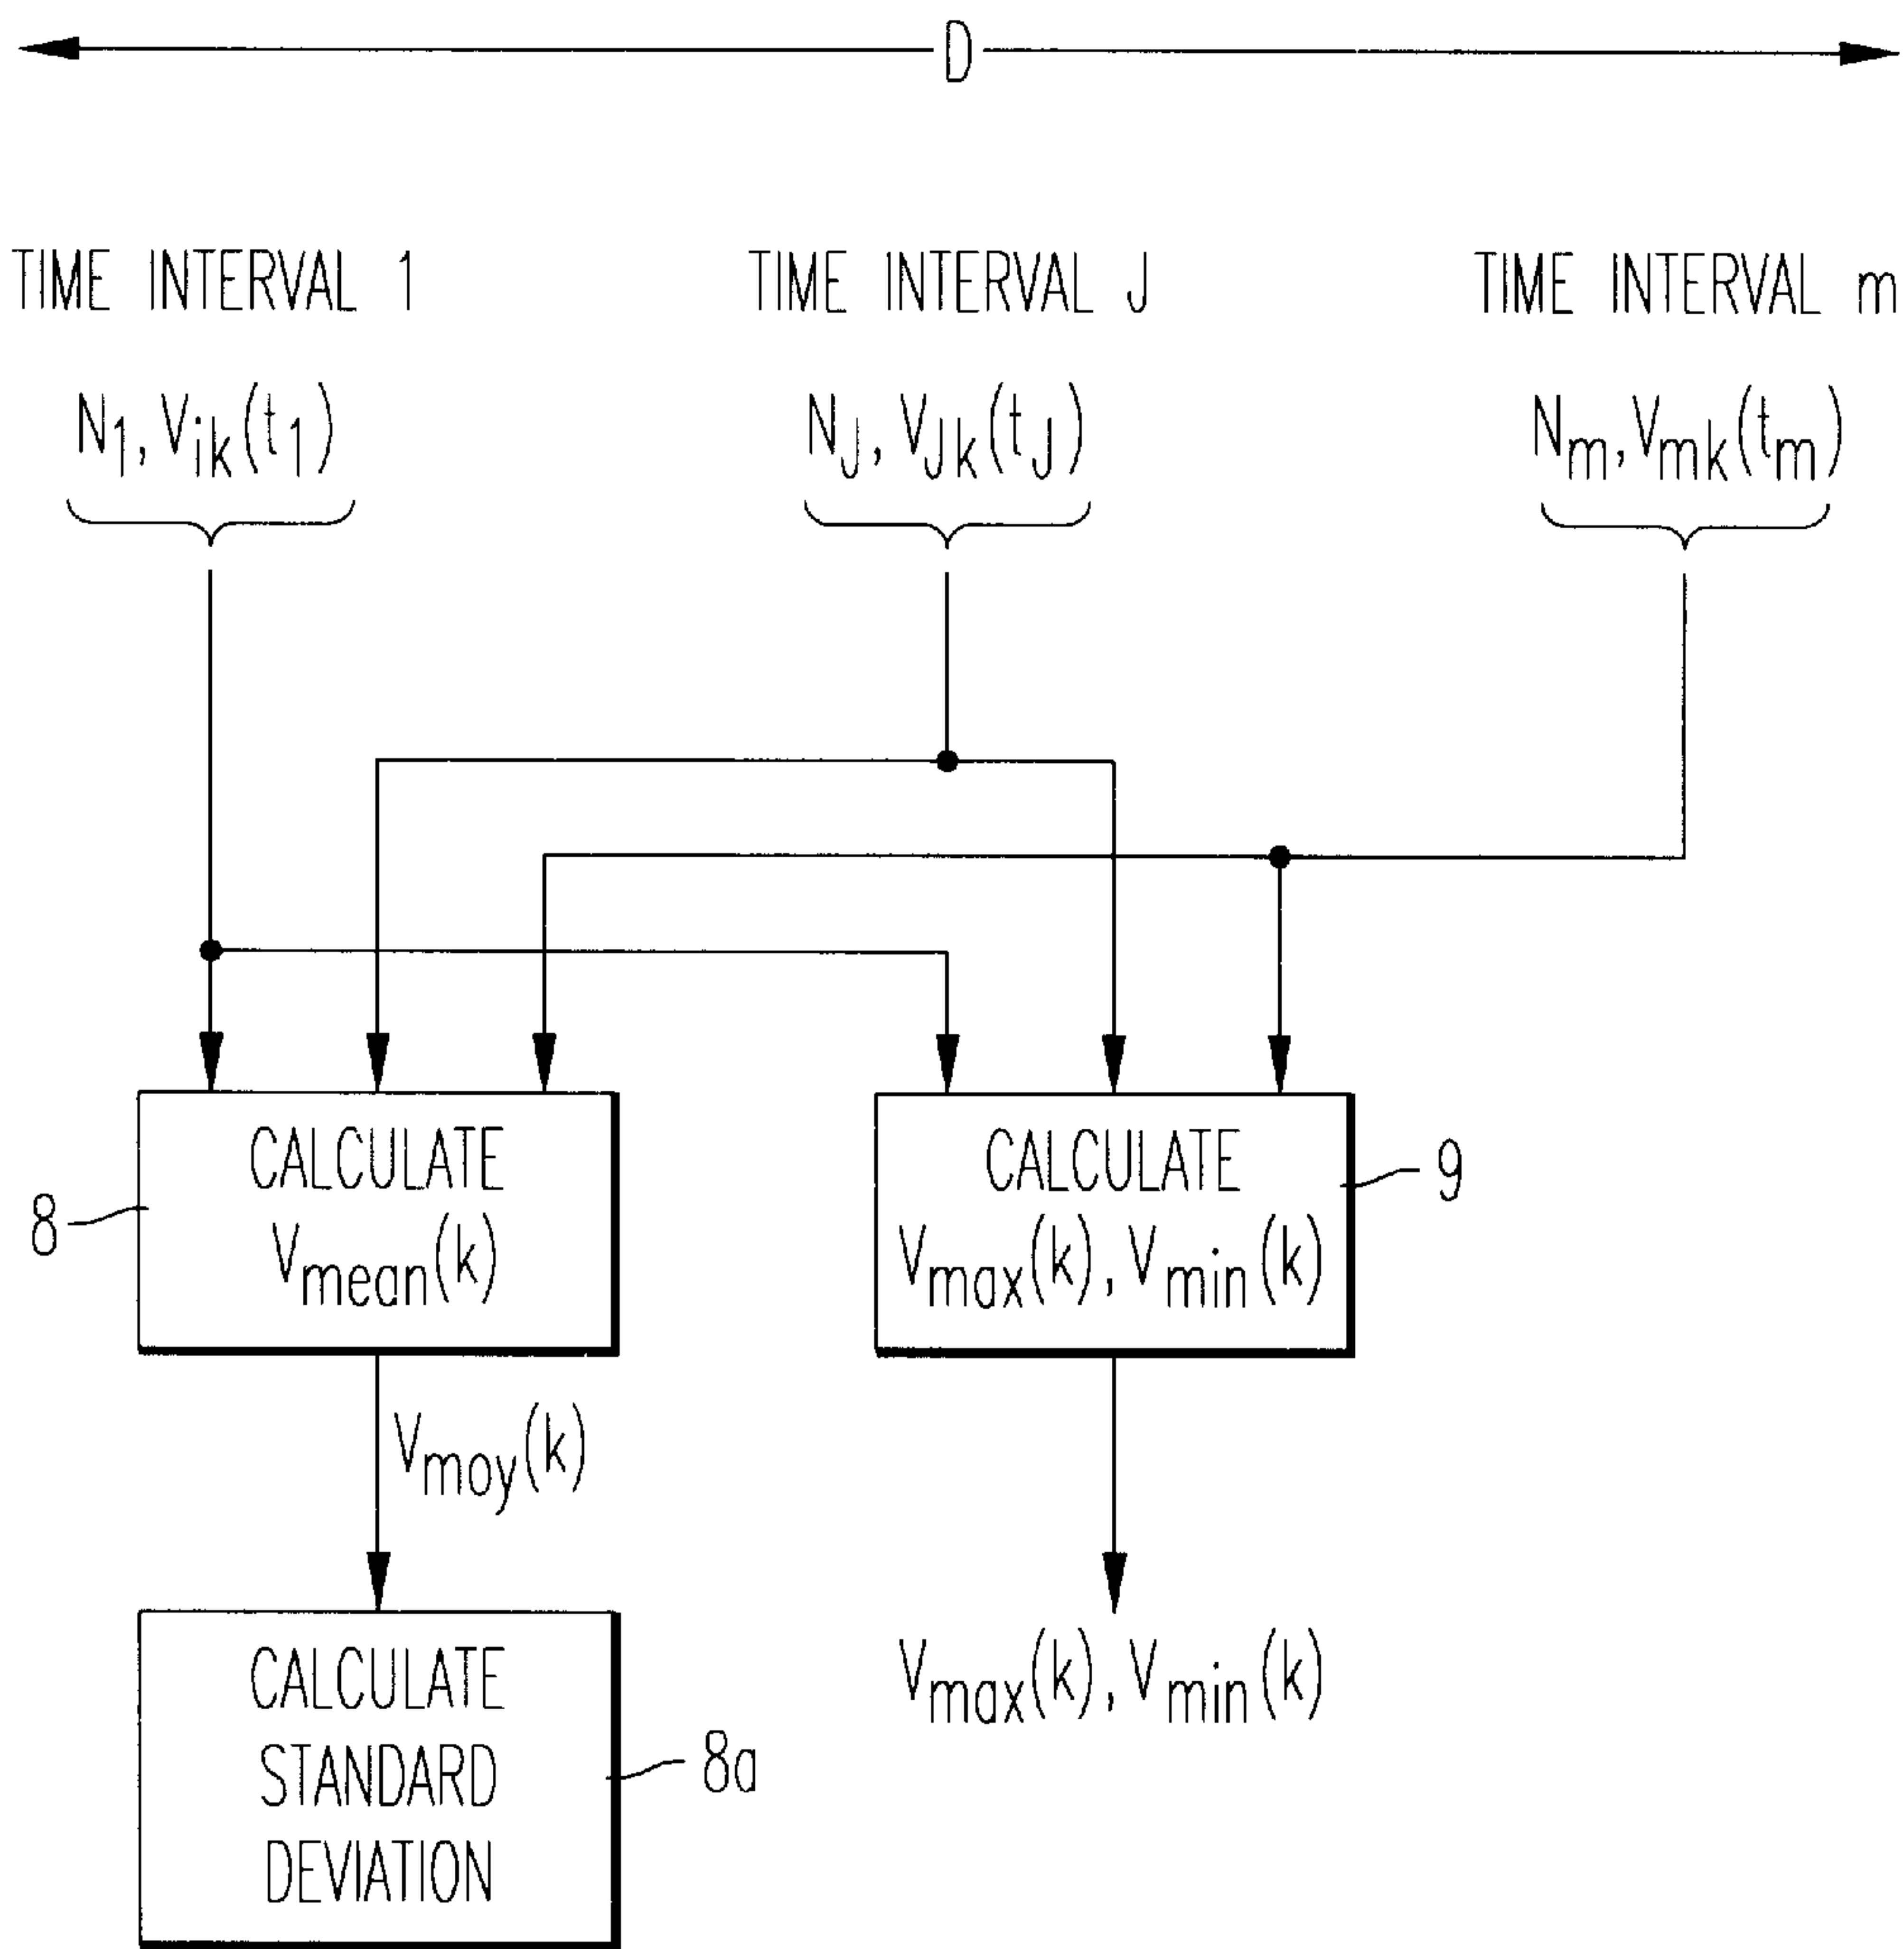 D
TIME INTERVAL 1
TIME INTERVAL J
TIME INTERVAL m
N1, Vik(t1)
NJ, VJk(tJ)
Nm, Vmk(tm)
CALCULATE
Vmean(k)
8
CALCULATE
Vmax(k), Vmin(k)
9
Vmoy(k)
CALCULATE
STANDARD
DEVIATION
8a
Vmax(k), Vmin(k)